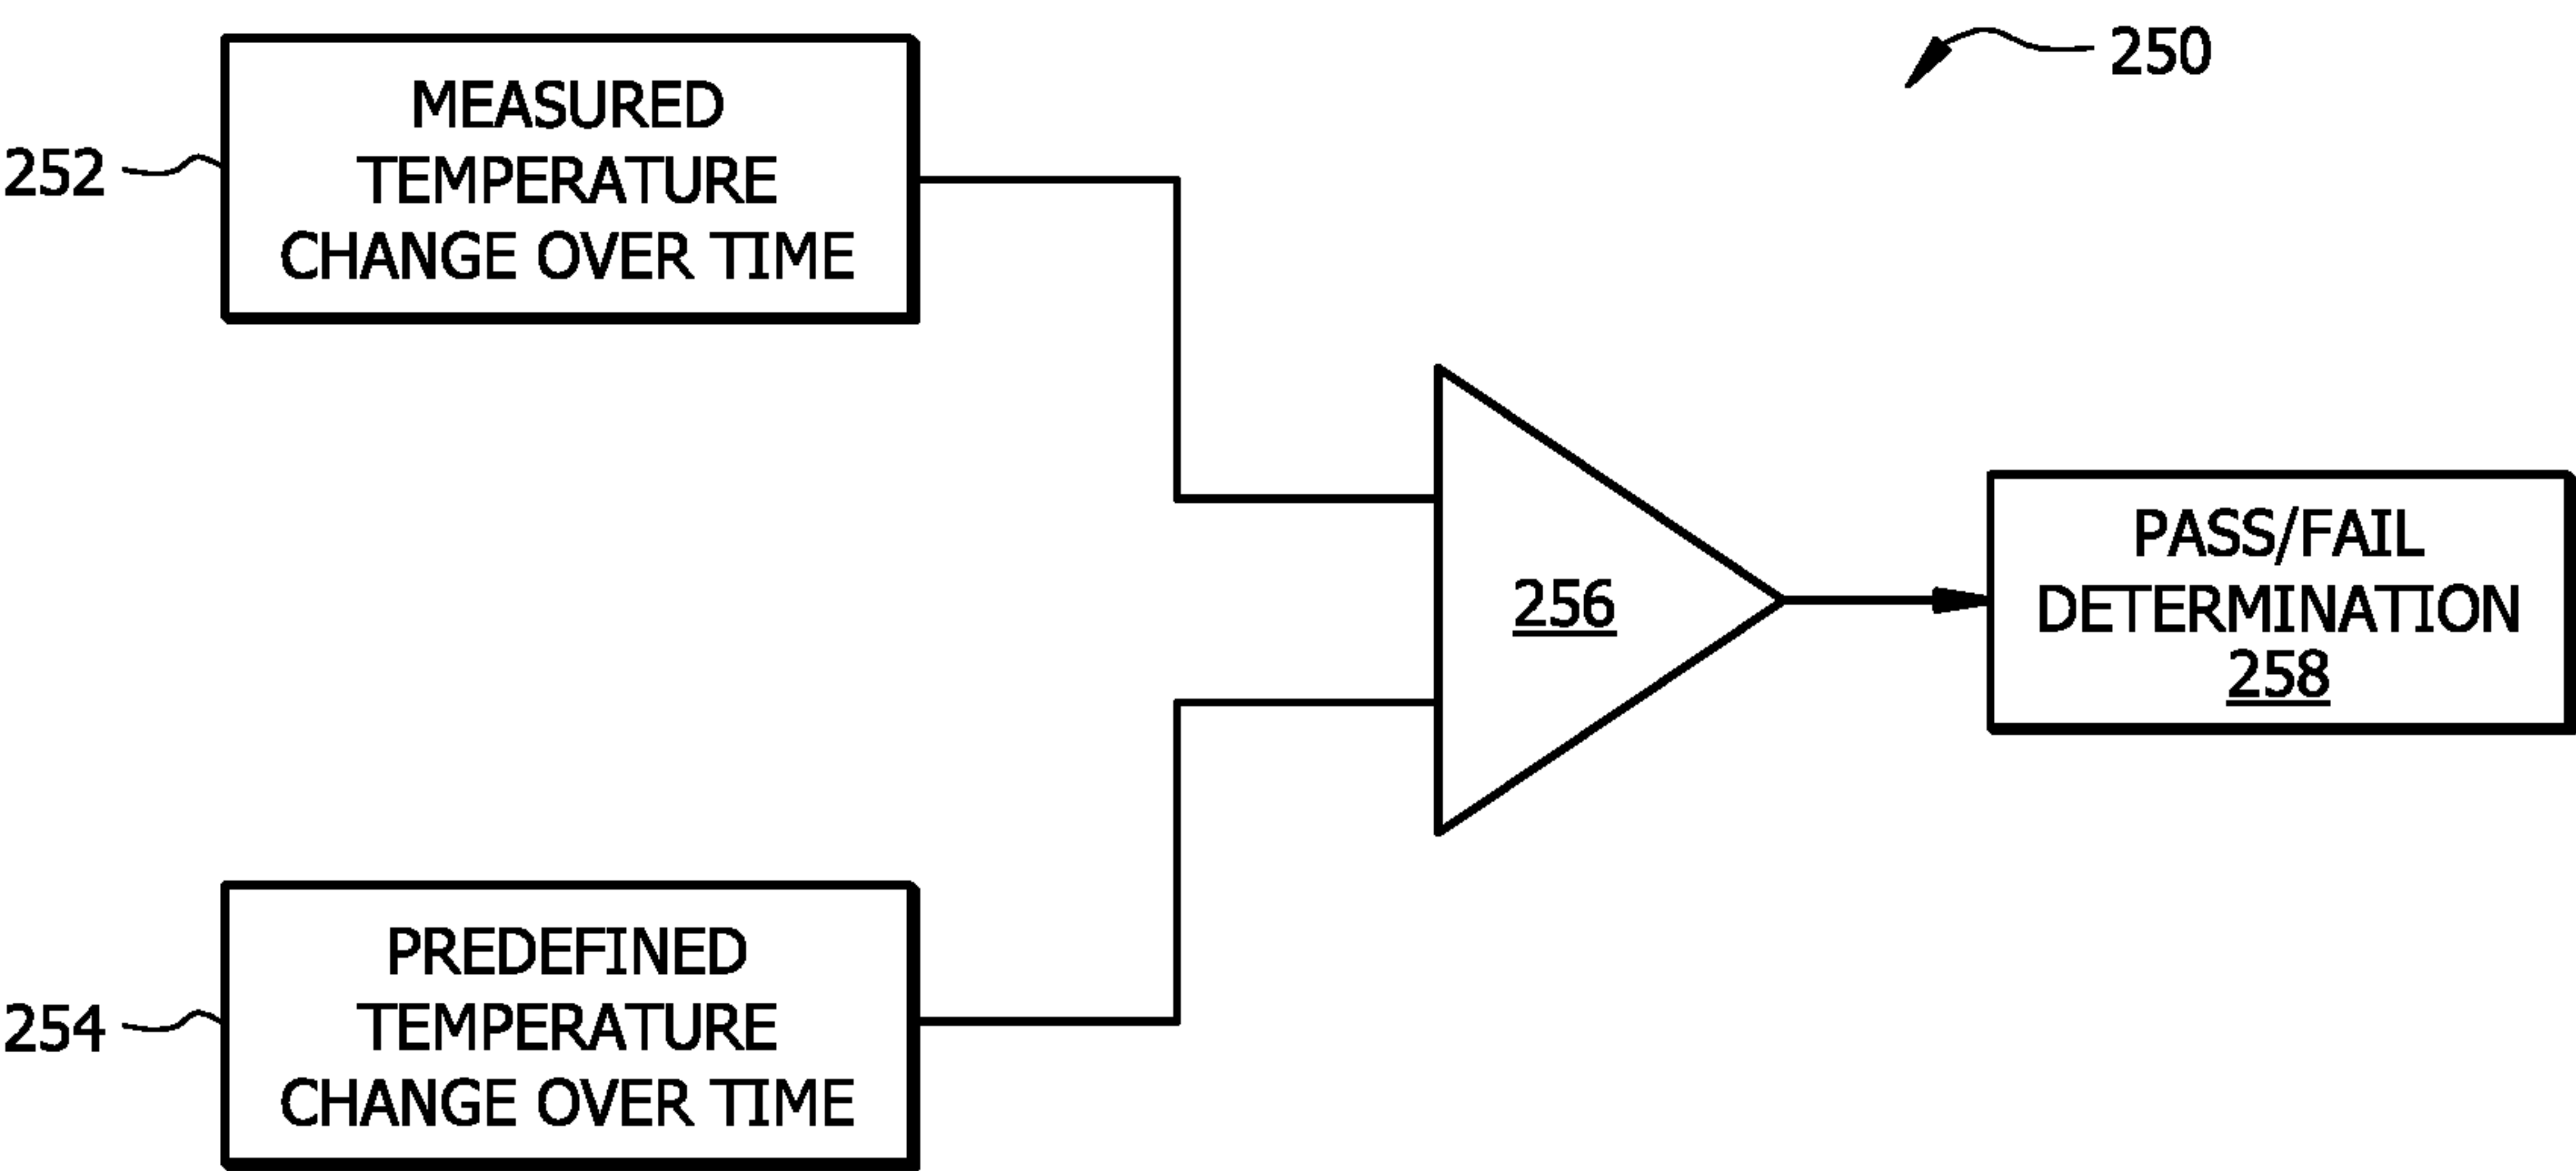 250
MEASURED
TEMPERATURE
CHANGE OVER TIME
252
256
PASS/FAIL
DETERMINATION
258
PREDEFINED
TEMPERATURE
CHANGE OVER TIME
254